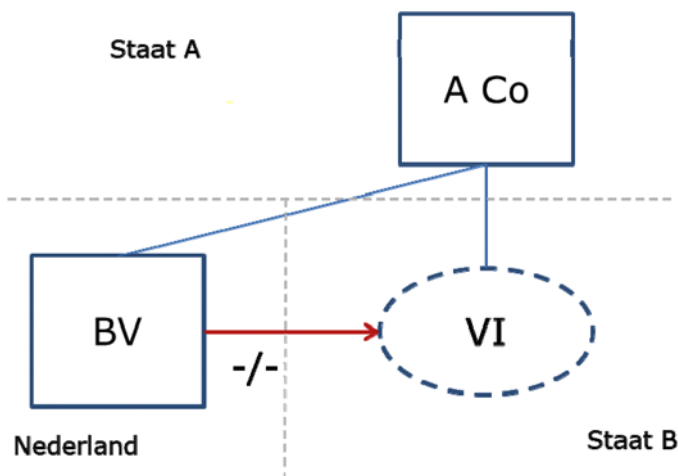 Staat A
A Co
BV
VI
-/-
Nederland
Staat B